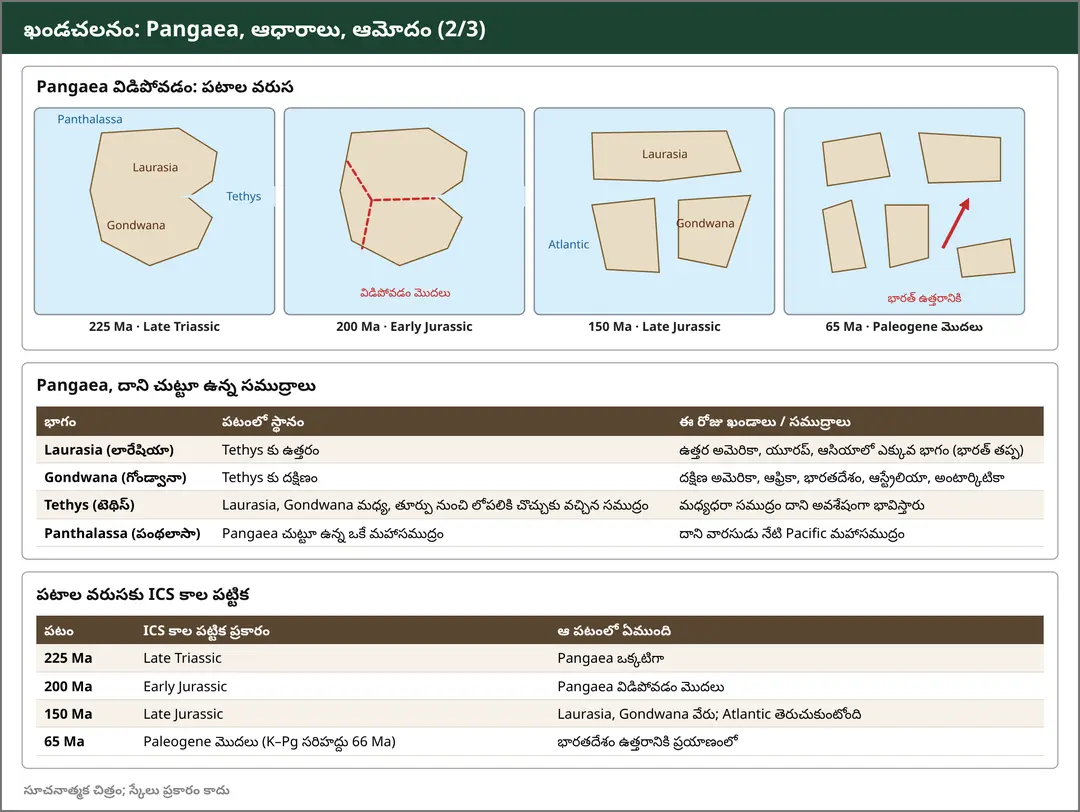 ఖండచలనం: Pangaea, ఆధారాలు, ఆమోదం (2/3)
Pangaea విడిపోవడం: పటాల వరుస
Panthalassa
Laurasia
Tethys
Gondwana
225 Ma · Late Triassic
విడిపోవడం మొదలు
200 Ma · Early Jurassic
Laurasia
Gondwana
Atlantic
150 Ma · Late Jurassic
భారత్ ఉత్తరానికి
65 Ma · Paleogene మొదలు
Pangaea, దాని చుట్టూ ఉన్న సముద్రాలు
భాగం పటంలో స్థానం ఈ రోజు ఖండాలు / సముద్రాలు
Laurasia (లారేషియా) Tethys కు ఉత్తరం ఉత్తర అమెరికా, యూరప్, ఆసియాలో ఎక్కువ భాగం (భారత్ తప్ప)
Gondwana (గోండ్వానా) Tethys కు దక్షిణం దక్షిణ అమెరికా, ఆఫ్రికా, భారతదేశం, ఆస్ట్రేలియా, అంటార్కిటికా
Tethys (టెథిస్) Laurasia, Gondwana మధ్య, తూర్పు నుంచి లోపలికి చొచ్చుకు వచ్చిన సముద్రం మధ్యధరా సముద్రం దాని అవశేషంగా భావిస్తారు
Panthalassa (పంథలాసా) Pangaea చుట్టూ ఉన్న ఒకే మహాసముద్రం దాని వారసుడు నేటి Pacific మహాసముద్రం
పటాల వరుసకు ICS కాల పట్టిక
పటం ICS కాల పట్టిక ప్రకారం ఆ పటంలో ఏముంది
225 Ma Late Triassic Pangaea ఒక్కటిగా
200 Ma Early Jurassic Pangaea విడిపోవడం మొదలు
150 Ma Late Jurassic Laurasia, Gondwana వేరు; Atlantic తెరుచుకుంటోంది
65 Ma Paleogene మొదలు (K–Pg సరిహద్దు 66 Ma) భారతదేశం ఉత్తరానికి ప్రయాణంలో
సూచనాత్మక చిత్రం; స్కేలు ప్రకారం కాదు